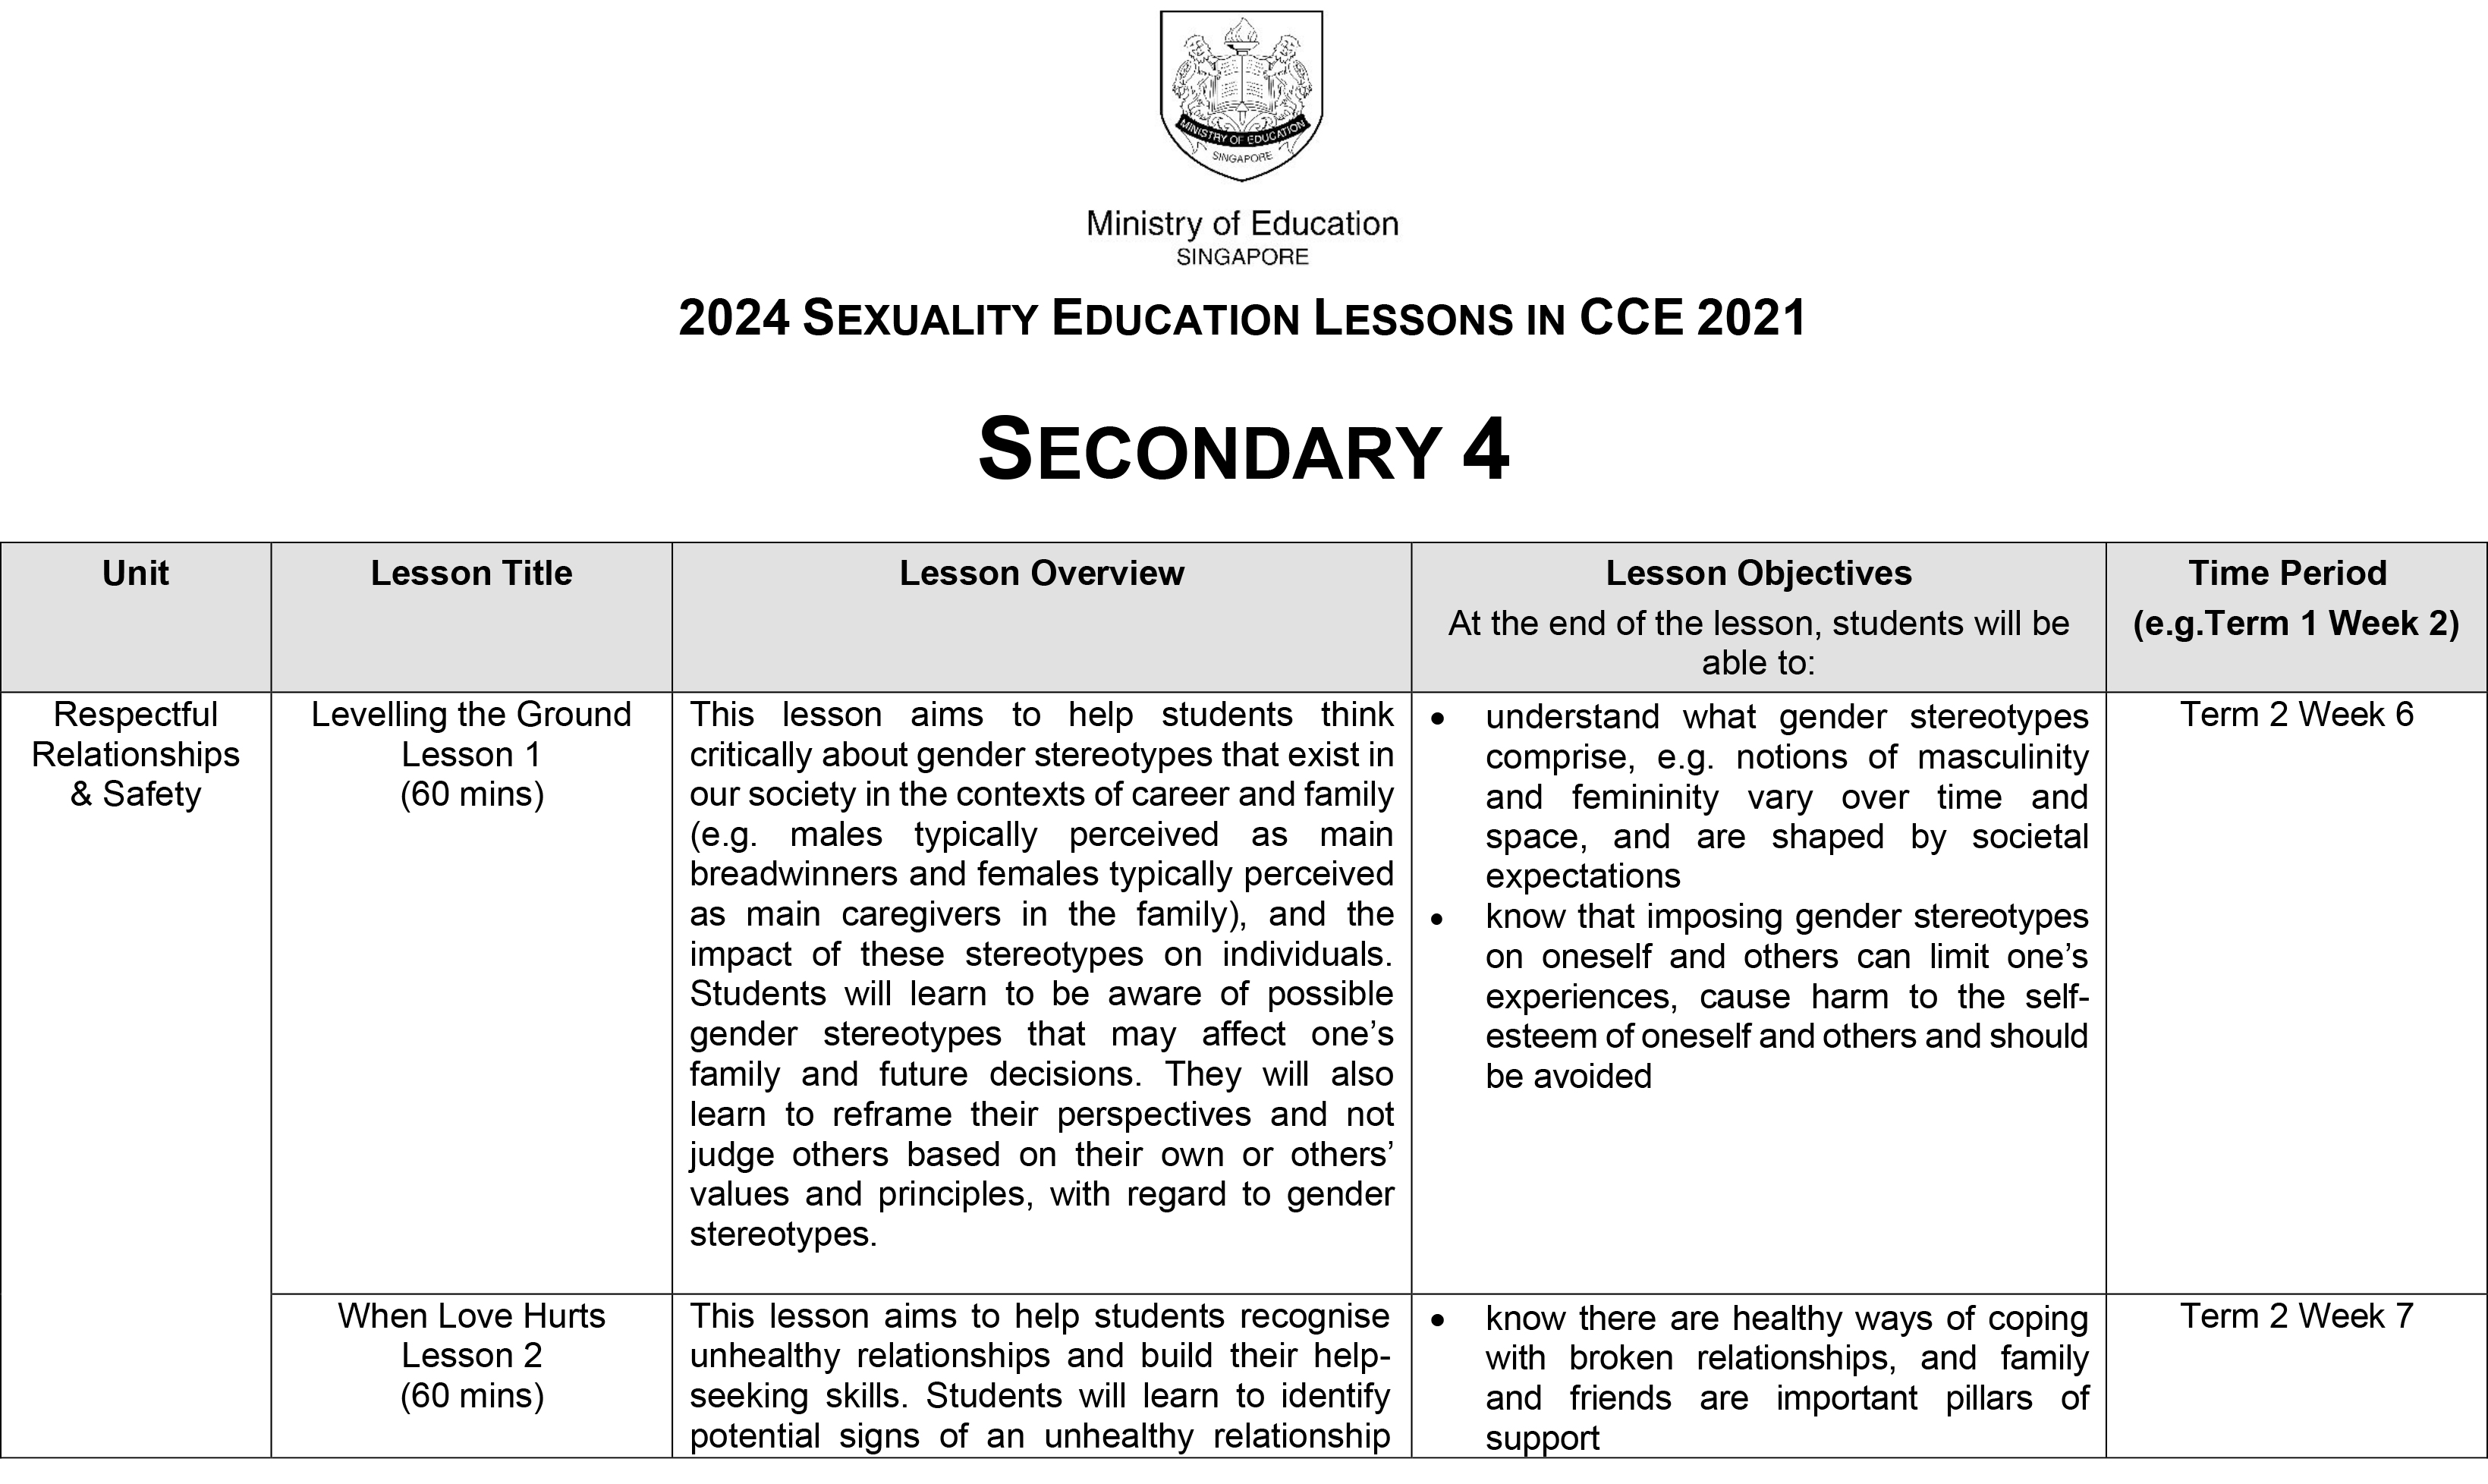 MINISTRY OF EDUCATION
SINGAPORE
Ministry of Education
SINGAPORE
2024 SEXUALITY EDUCATION LESSONS IN CCE 2021
SECONDARY 4
Unit
Lesson Title
Lesson Overview
Lesson Objectives
At the end of the lesson, students will be
able to:
Time Period
(e.g.Term 1 Week 2)
Respectful
Relationships
& Safety
Levelling the Ground
Lesson 1
(60 mins)
This lesson aims to help students think
critically about gender stereotypes that exist in
our society in the contexts of career and family
(e.g. males typically perceived as main
breadwinners and females typically perceived
as main caregivers in the family), and the
impact of these stereotypes on individuals.
Students will learn to be aware of possible
gender stereotypes that may affect one’s
family and future decisions. They will also
learn to reframe their perspectives and not
judge others based on their own or others’
values and principles, with regard to gender
stereotypes.
• understand what gender stereotypes
comprise, e.g. notions of masculinity
and femininity vary over time and
space, and are shaped by societal
expectations
• know that imposing gender stereotypes
on oneself and others can limit one’s
experiences, cause harm to the self-
esteem of oneself and others and should
be avoided
Term 2 Week 6
When Love Hurts
Lesson 2
(60 mins)
This lesson aims to help students recognise
unhealthy relationships and build their help-
seeking skills. Students will learn to identify
potential signs of an unhealthy relationship
• know there are healthy ways of coping
with broken relationships, and family
and friends are important pillars of
support
Term 2 Week 7